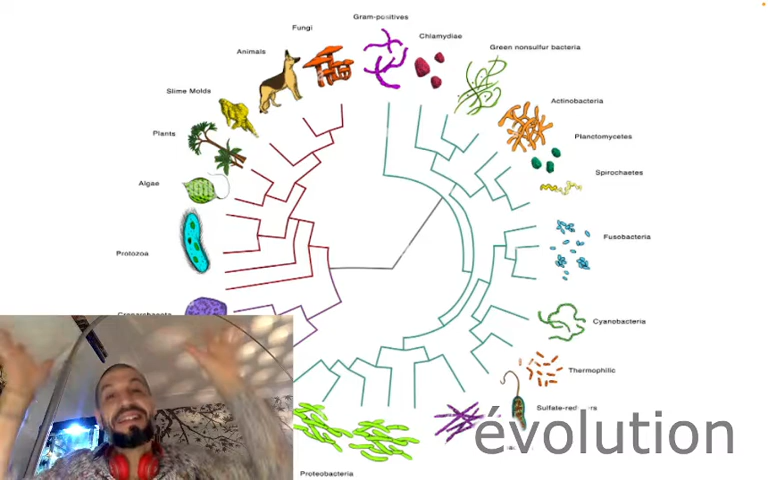 Gram-positives
Fungi
Chlamydiae
Animals
Green nonsulfur bacteria
Slime Molds
Actinobacteria
Plants
Planctomycetes
Spirochaetes
Algae
Fusobacteria
Protozoa
Cyanobacteria
Thermophilic
évolution
Proteobacteria